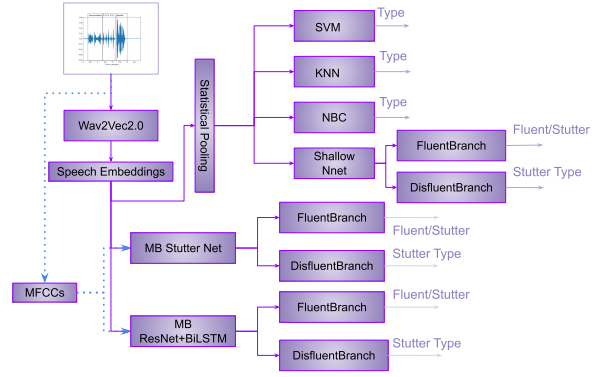 Type
SVM
Type
KNN
Type
NBC
Wav2Vec2.0
Statistical Pooling
Fluent/Stutter
FluentBranch
Shallow
Nnet
Speech Embeddings
Stutter Type
DisfluentBranch
FluentBranch
Fluent/Stutter
MB Stutter Net
Stutter Type
DisfluentBranch
MFCCs
Fluent/Stutter
FluentBranch
MB
ResNet+BiLSTM
Stutter Type
DisfluentBranch